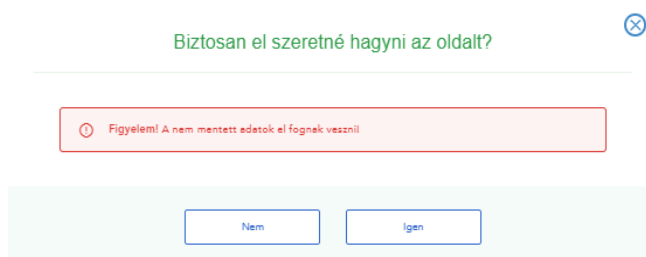 Biztosan el szeretné hagyni az oldalt?
Figyelem! A nem mentett adatok el fognak veszni!
Nem Igen